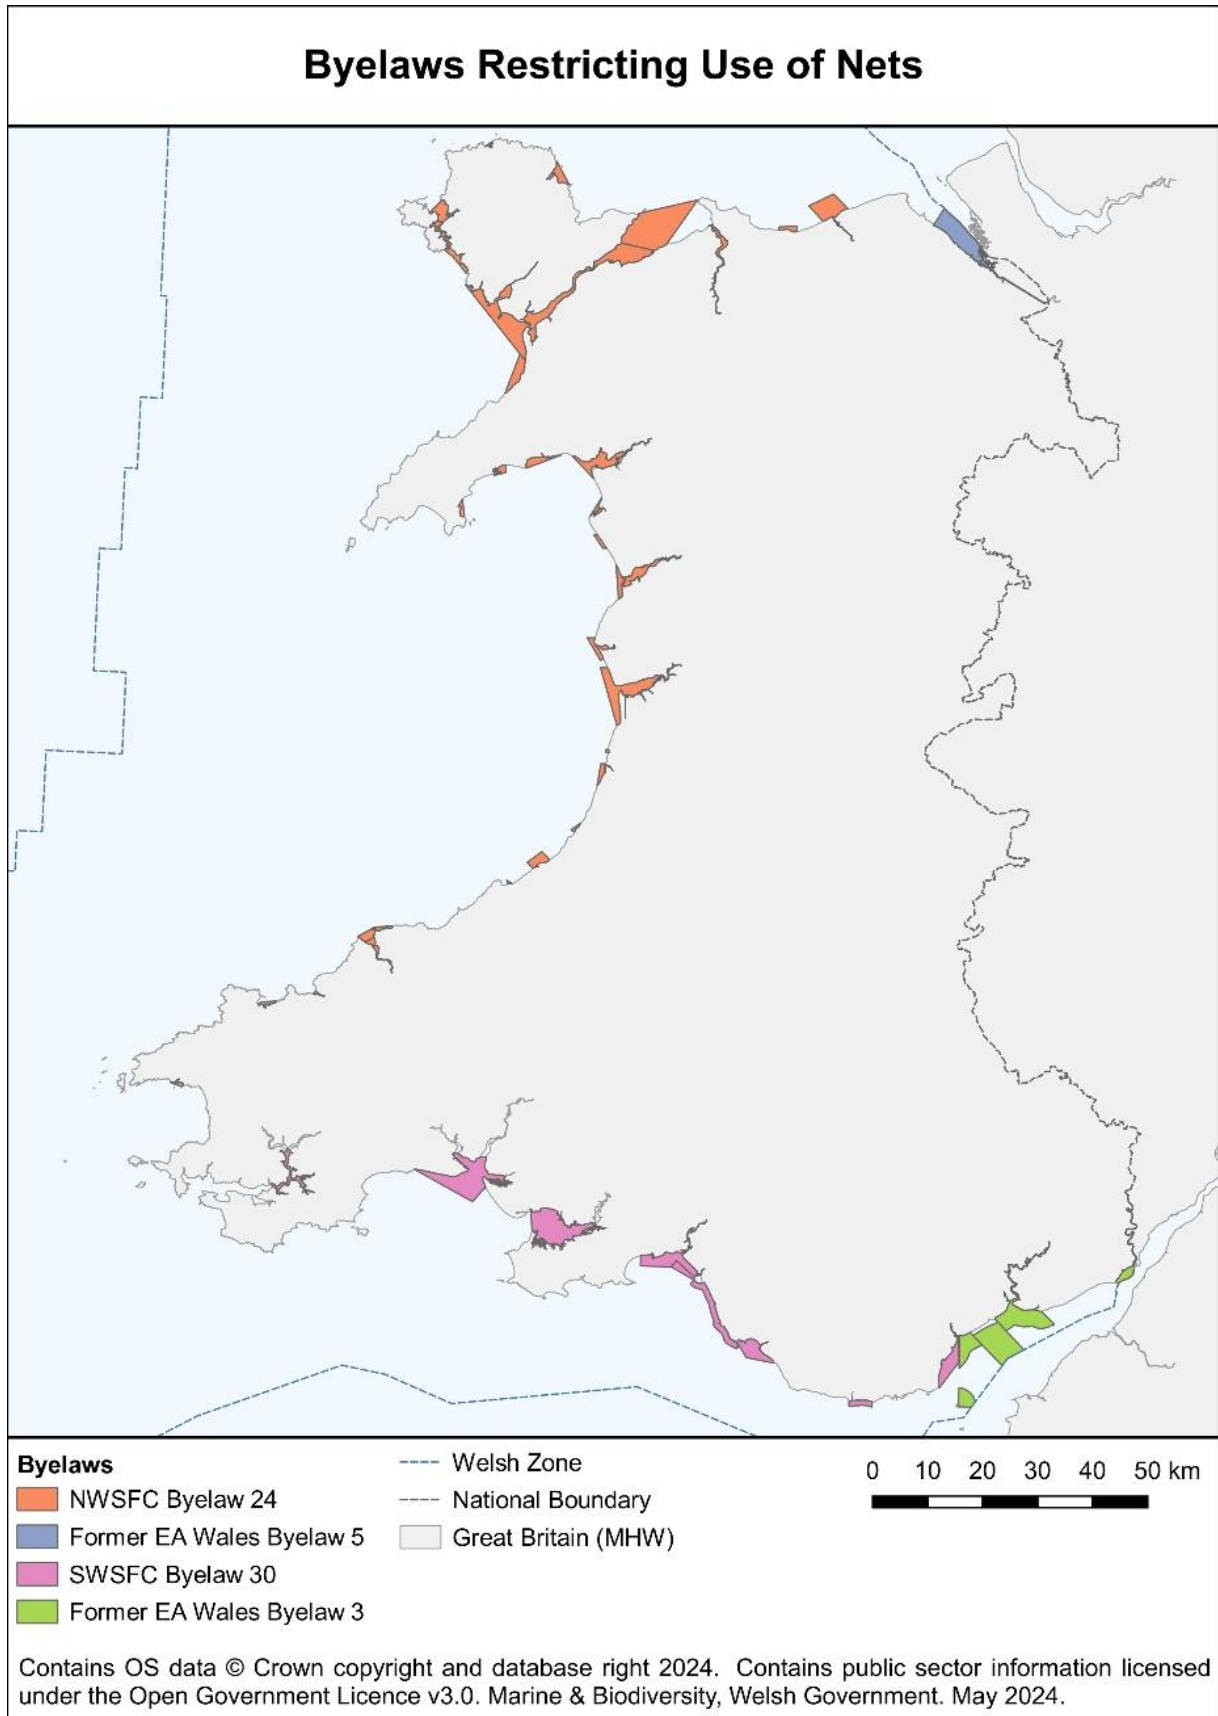 Byelaws Restricting Use of Nets
Byelaws
NWSFC Byelaw 24
Former EA Wales Byelaw 5
SWSFC Byelaw 30
Former EA Wales Byelaw 3
Welsh Zone
National Boundary
Great Britain (MHW)
0 10 20 30 40 50 km
Contains OS data © Crown copyright and database right 2024. Contains public sector information licensed
under the Open Government Licence v3.0. Marine & Biodiversity, Welsh Government. May 2024.